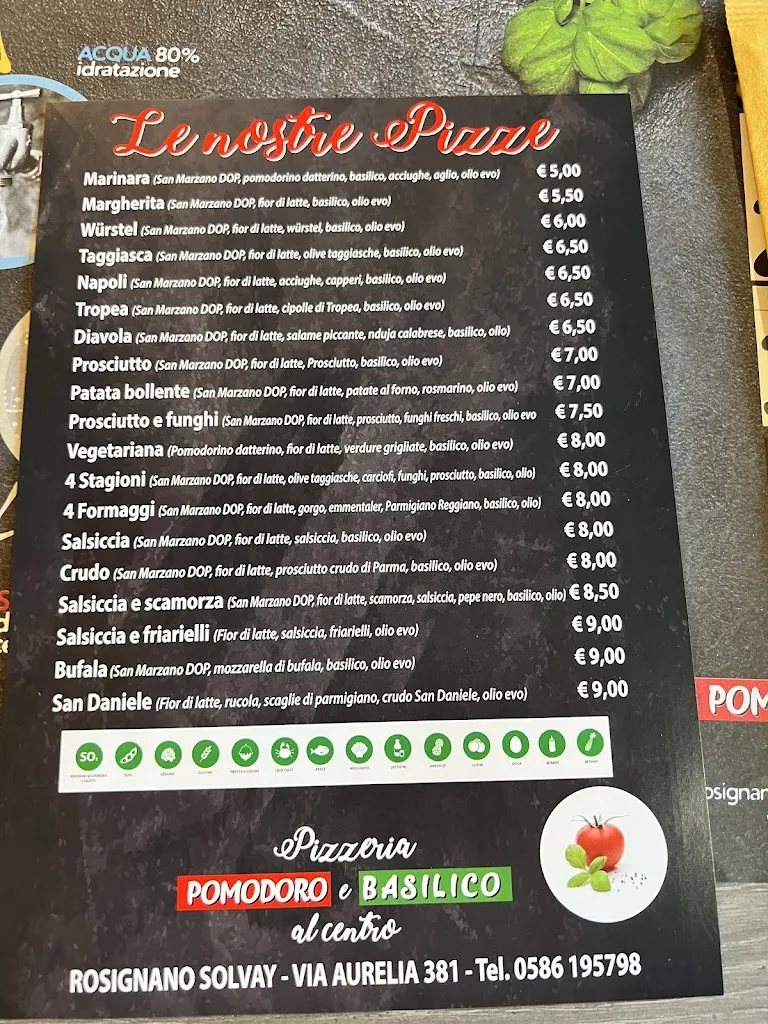 ACQUA 80%
idratazione
Le nostre Pizze
Marinara (San Marzano DOP, pomodorino datterino, basilico, acciughe, aglio, olio evo) € 5,00
Margherita (San Marzano DOP, fior di latte, basilico, olio evo) € 5,50
Würstel (San Marzano DOP, fior di latte, würstel, basilico, olio evo) € 6,00
Taggiasca (San Marzano DOP, fior di latte, olive taggiasche, basilico, olio evo) € 6,50
Napoli (San Marzano DOP, fior di latte, acciughe, capperi, basilico, olio evo) € 6,50
Tropea (San Marzano DOP, fior di latte, cipolle di Tropea, basilico, olio evo) € 6,50
Diavola (San Marzano DOP, fior di latte, salame piccante, nduja calabrese, basilico, olio) € 6,50
Prosciutto (San Marzano DOP, fior di latte, Prosciutto, basilico, olio evo) € 7,00
Patata bollente (San Marzano DOP, fior di latte, patate al forno, rosmarino, olio evo) € 7,00
Prosciutto e funghi (San Marzano DOP, fior di latte, prosciutto, funghi freschi, basilico, olio evo € 7,50
Vegetariana (Pomodorino datterino, fior di latte, verdure grigliate, basilico, olio evo) € 8,00
4 Stagioni (San Marzano DOP, fior di latte, olive taggiasche, carciofi, funghi, prosciutto, basilico, olio) € 8,00
4 Formaggi (San Marzano DOP, fior di latte, gorgo, emmentaler, Parmigiano Reggiano, basilico, olio) € 8,00
Salsiccia (San Marzano DOP, fior di latte, salsiccia, basilico, olio evo) € 8,00
Crudo (San Marzano DOP, fior di latte, prosciutto crudo di Parma, basilico, olio evo) € 8,00
Salsiccia e scamorza (San Marzano DOP, fior di latte, scamorza, salsiccia, pepe nero, basilico, olio) € 8,50
Salsiccia e friarielli (Fior di latte, salsiccia, friarielli, olio evo) € 9,00
Bufala (San Marzano DOP, mozzarella di bufala, basilico, olio evo) € 9,00
San Daniele (Fior di latte, rucola, scaglie di parmigiano, crudo San Daniele, olio evo) € 9,00
SO.
Pizzeria
POMODORO e BASILICO
al centro
ROSIGNANO SOLVAY - VIA AURELIA 381 - Tel. 0586 195798
POM
osignan